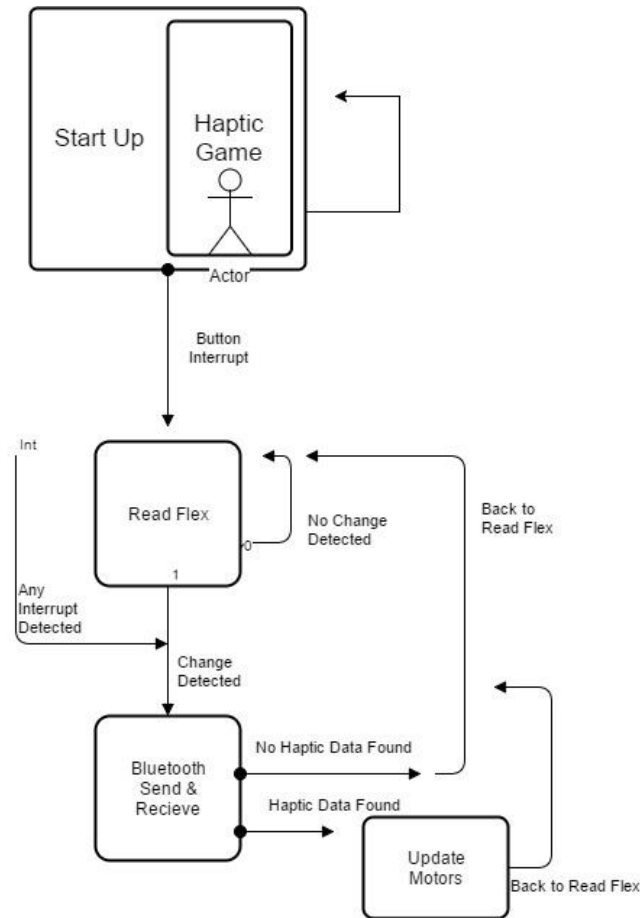 Start Up
Haptic
Game
Actor
Button
Interrupt
Int
Read Flex
0
No Change
Detected
Back to
Read Flex
1
Any
Interrupt
Detected
Change
Detected
Bluetooth
Send &
Recieve
No Haptic Data Found
Haptic Data Found
Update
Motors
Back to Read Flex